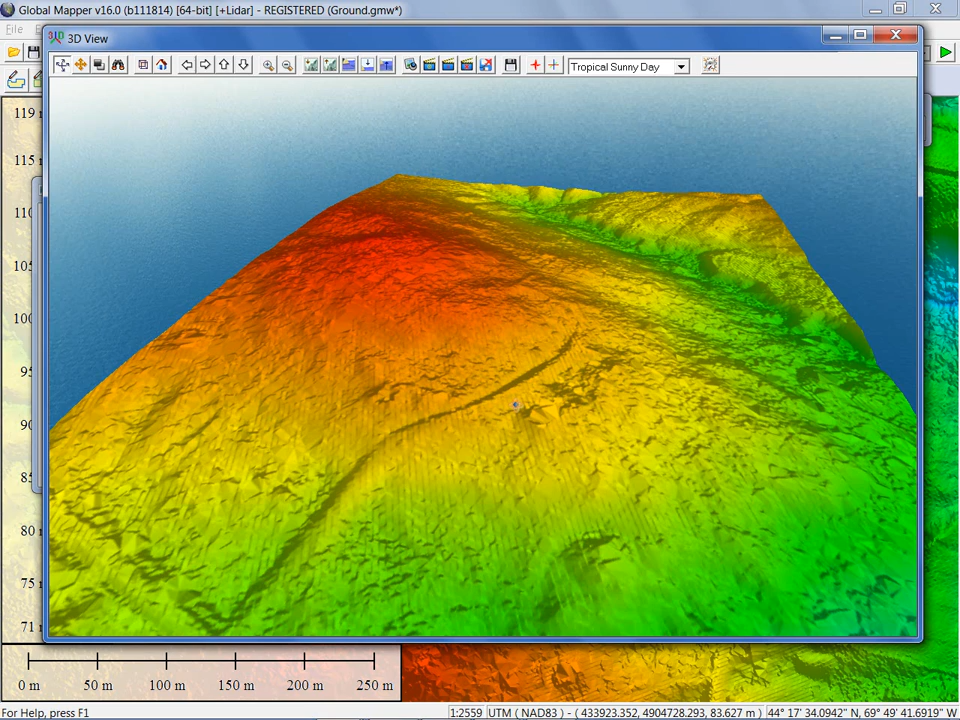 Global Mapper v16.0 (b111814) [64-bit] [+Lidar] - REGISTERED (Ground.gmw*)
File
3D View
Tropical Sunny Day
119 m
115
110
105
100
95
90
85
80 m
75 m
71
0 m 50 m 100 m 150 m 200 m 250 m
For Help, press F1
1:2559 UTM ( NAD83 ) - ( 433923.352, 4904728.293, 83.627 m ) 44° 17' 34.0942" N, 69° 49' 41.6919" W